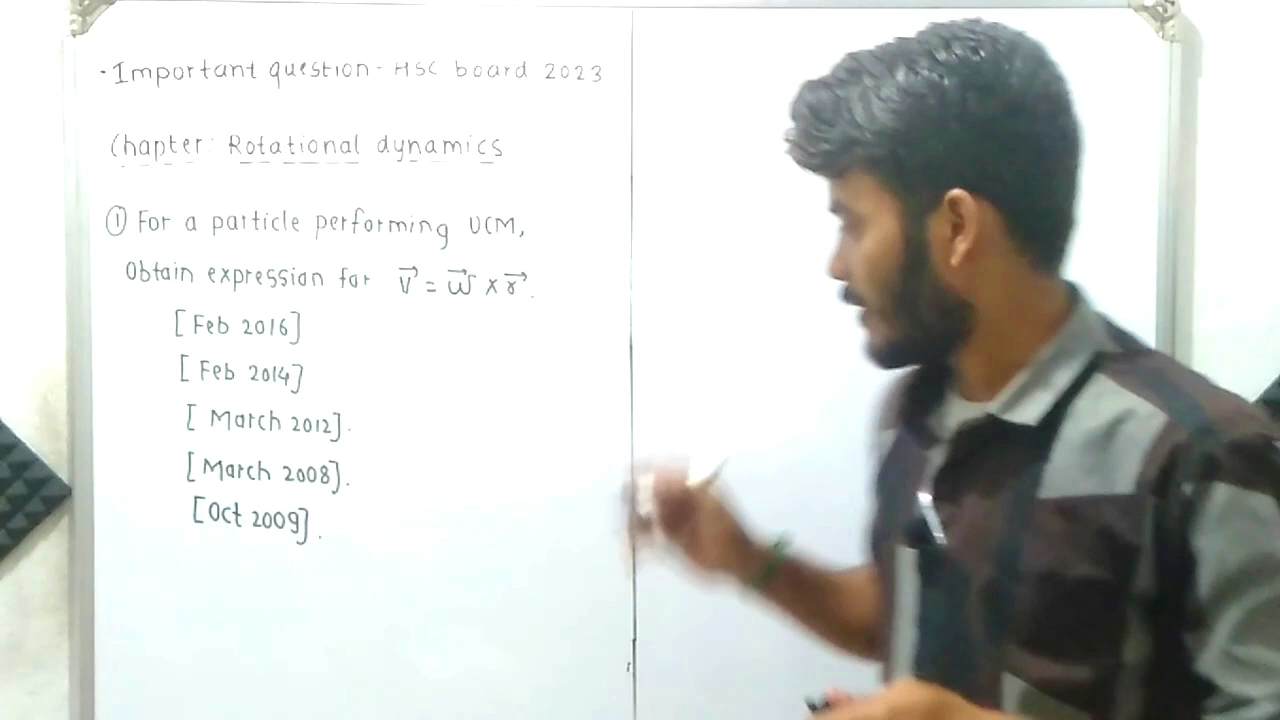 · Important question - HSC board 2023
Chapter: Rotational dynamics
① For a particle performing UCM,
Obtain expression for v⃗ = ω⃗ × r⃗.
[Feb 2016]
[Feb 2014]
[March 2012].
[March 2008].
[Oct 2009].